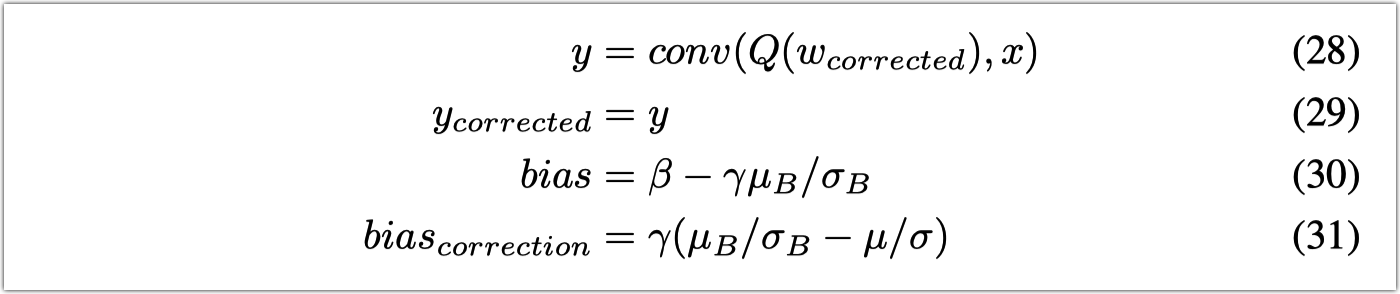 y = conv(Q(w_corrected), x) (28)
y_corrected = y (29)
bias = β − γμ_B/σ_B (30)
bias_correction = γ(μ_B/σ_B − μ/σ) (31)